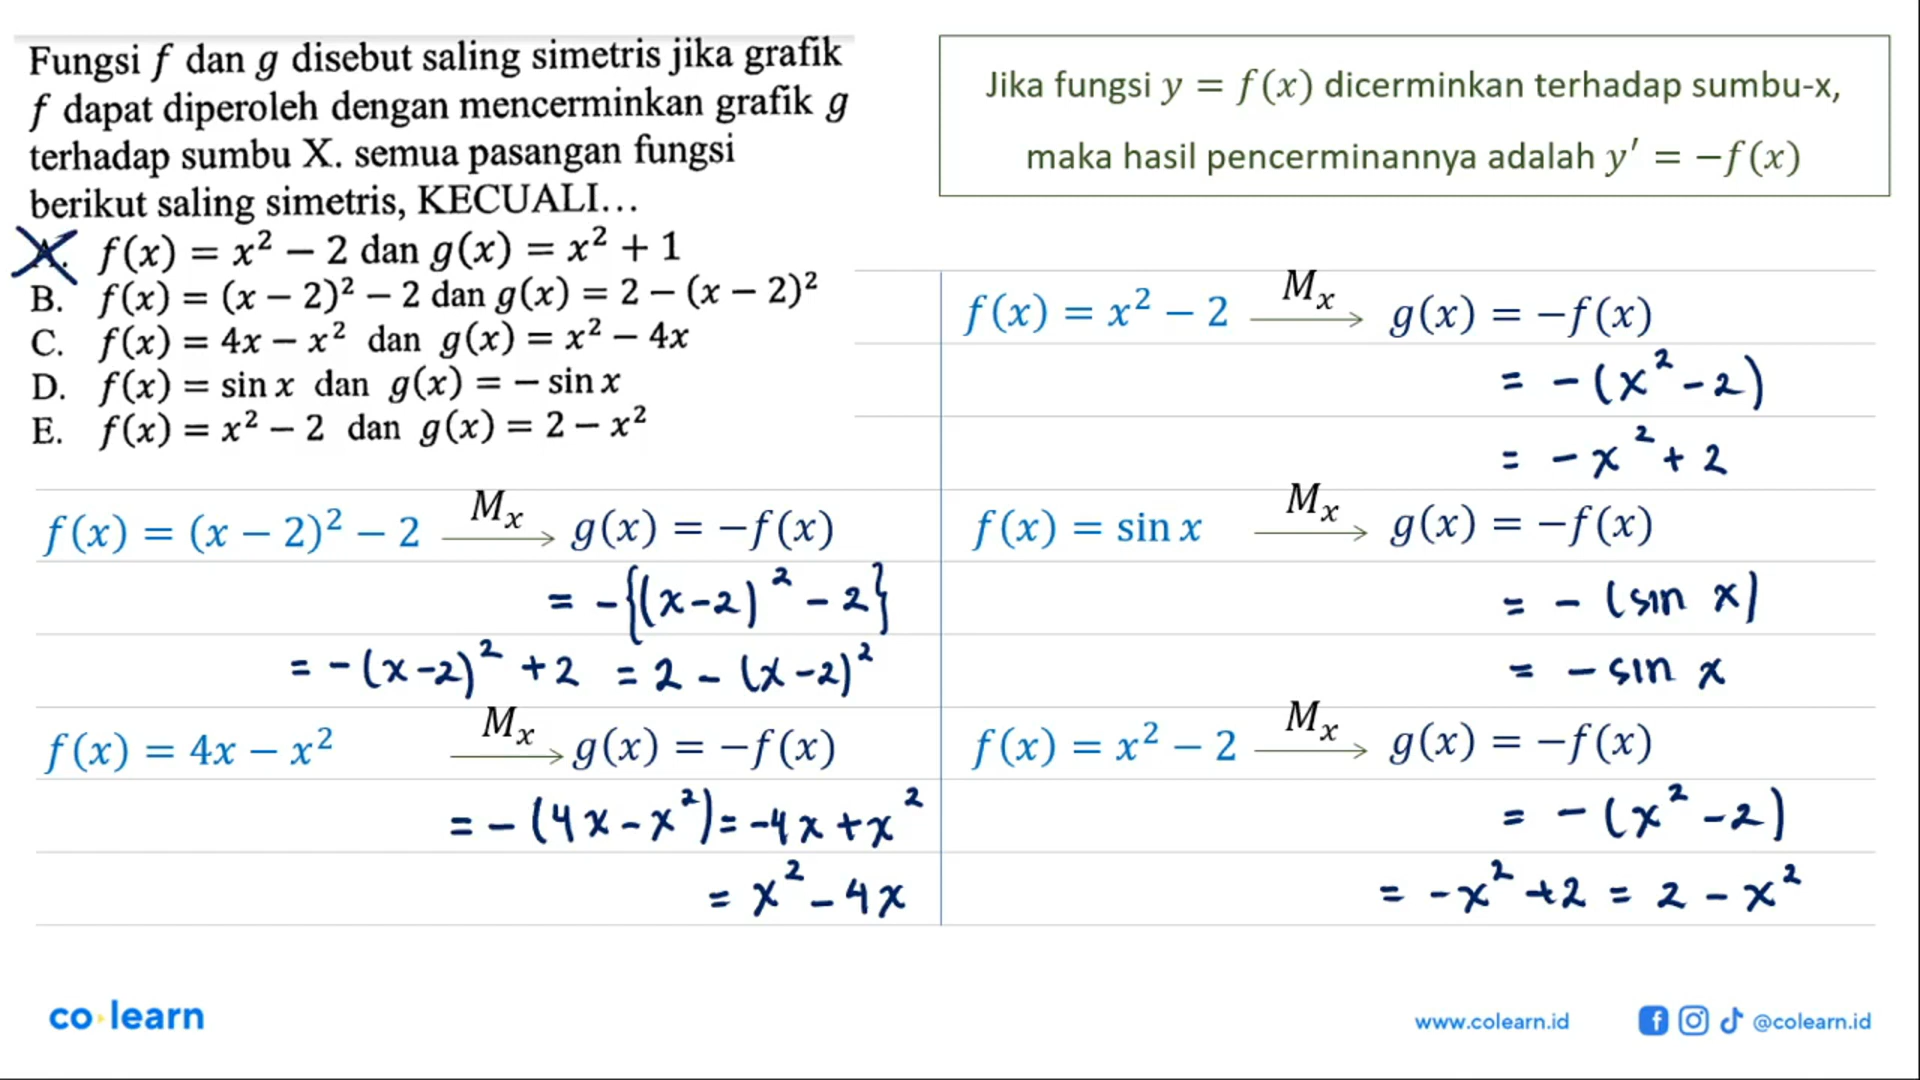 Fungsi f dan g disebut saling simetris jika grafik
f dapat diperoleh dengan mencerminkan grafik g
terhadap sumbu X. semua pasangan fungsi
berikut saling simetris, KECUALI...
A. f(x) = x² − 2 dan g(x) = x² + 1
B. f(x) = (x − 2)² − 2 dan g(x) = 2 − (x − 2)²
C. f(x) = 4x − x² dan g(x) = x² − 4x
D. f(x) = sin x dan g(x) = − sin x
E. f(x) = x² − 2 dan g(x) = 2 − x²
Jika fungsi y = f(x) dicerminkan terhadap sumbu-x,
maka hasil pencerminannya adalah y′ = −f(x)
f(x) = x² − 2 →Mₓ g(x) = −f(x)
= −(x² − 2)
= −x² + 2
f(x) = (x − 2)² − 2 →Mₓ g(x) = −f(x)
= −{(x−2)² − 2}
= −(x−2)² + 2 = 2 − (x−2)²
f(x) = sin x →Mₓ g(x) = −f(x)
= − (sin x)
= − sin x
f(x) = 4x − x² →Mₓ g(x) = −f(x)
= − (4x − x²) = −4x + x²
= x² − 4x
f(x) = x² − 2 →Mₓ g(x) = −f(x)
= − (x² − 2)
= −x² + 2 = 2 − x²
co learn
www.colearn.id
@colearn.id